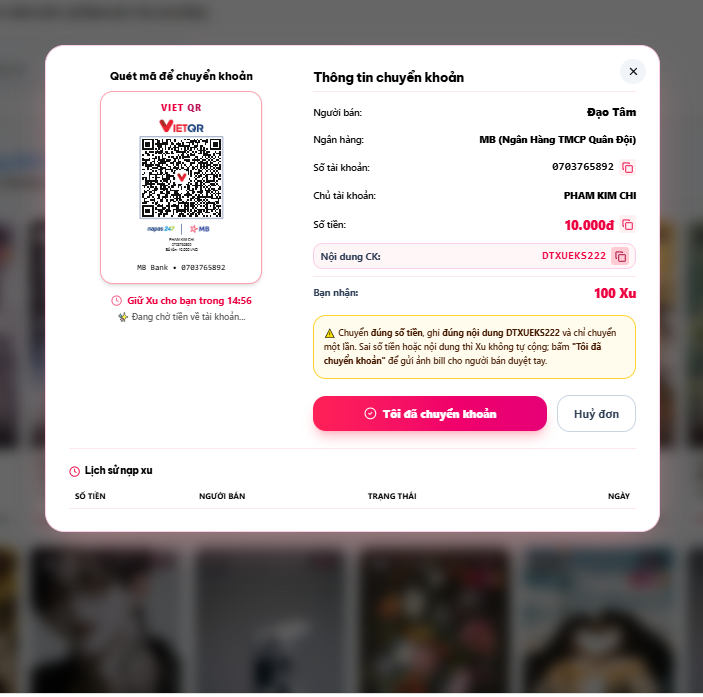 Quét mã để chuyển khoản
VIET QR
VIETQR
napas 247 | MB
PHAM KIM CHI
0703765892
MB Bank • 0703765892
Giữ Xu cho bạn trong 14:56
✨ Đang chờ tiền về tài khoản...
Thông tin chuyển khoản
Người bán: Đạo Tâm
Ngân hàng: MB (Ngân Hàng TMCP Quân Đội)
Số tài khoản: 0703765892
Chủ tài khoản: PHAM KIM CHI
Số tiền: 10.000đ
Nội dung CK: DTXUEKS222
Bạn nhận: 100 Xu
⚠️ Chuyển đúng số tiền, ghi đúng nội dung DTXUEKS222 và chỉ chuyển
một lần. Sai số tiền hoặc nội dung thì Xu không tự cộng; bấm "Tôi đã
chuyển khoản" để gửi ảnh bill cho người bán duyệt tay.
Tôi đã chuyển khoản
Huỷ đơn
Lịch sử nạp xu
SỐ TIỀN NGƯỜI BÁN TRẠNG THÁI NGÀY